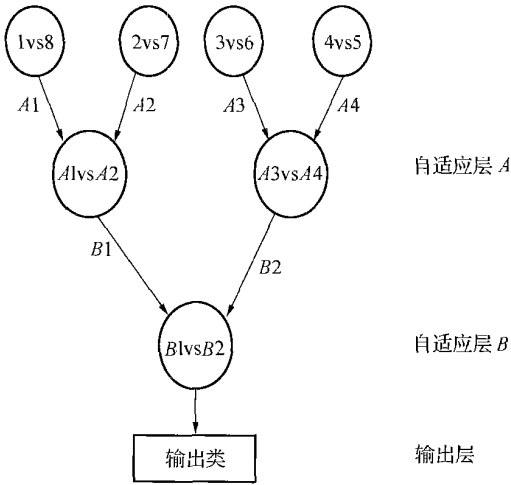 1vs8 2vs7 3vs6 4vs5
A1 A2 A3 A4
A1vsA2 A3vsA4 自适应层 A
B1 B2
B1vsB2 自适应层 B
输出类 输出层